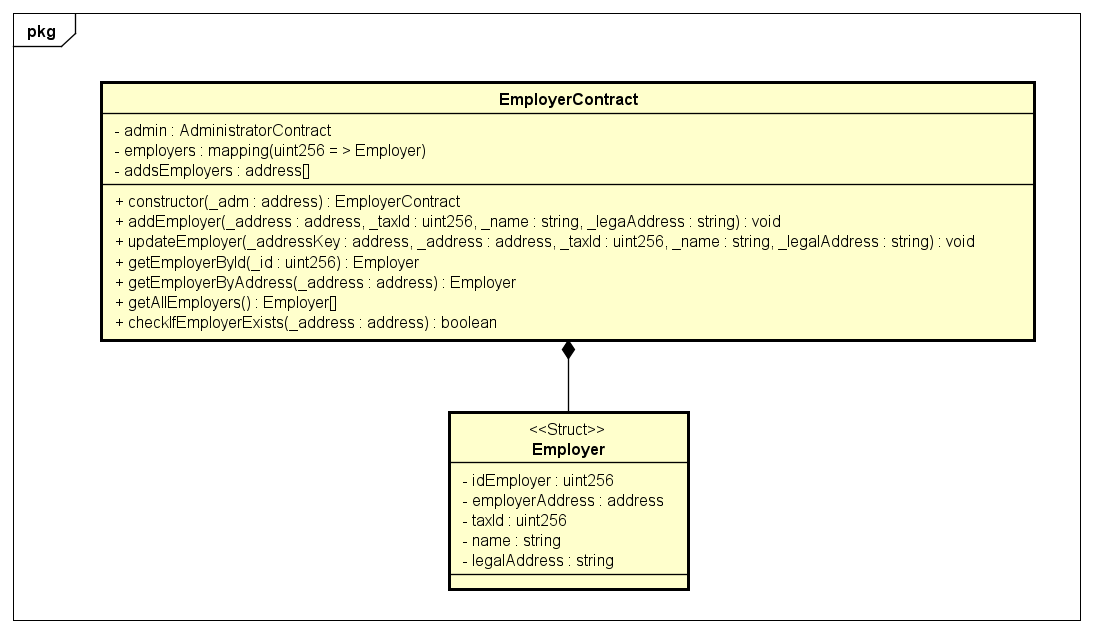 pkg
EmployerContract
- admin : AdministratorContract
- employers : mapping(uint256 = > Employer)
- addsEmployers : address[]
+ constructor(_adm : address) : EmployerContract
+ addEmployer(_address : address, _taxId : uint256, _name : string, _legaAddress : string) : void
+ updateEmployer(_addressKey : address, _address : address, _taxId : uint256, _name : string, _legalAddress : string) : void
+ getEmployerById(_id : uint256) : Employer
+ getEmployerByAddress(_address : address) : Employer
+ getAllEmployers() : Employer[]
+ checkIfEmployerExists(_address : address) : boolean
<<Struct>>
Employer
- idEmployer : uint256
- employerAddress : address
- taxId : uint256
- name : string
- legalAddress : string